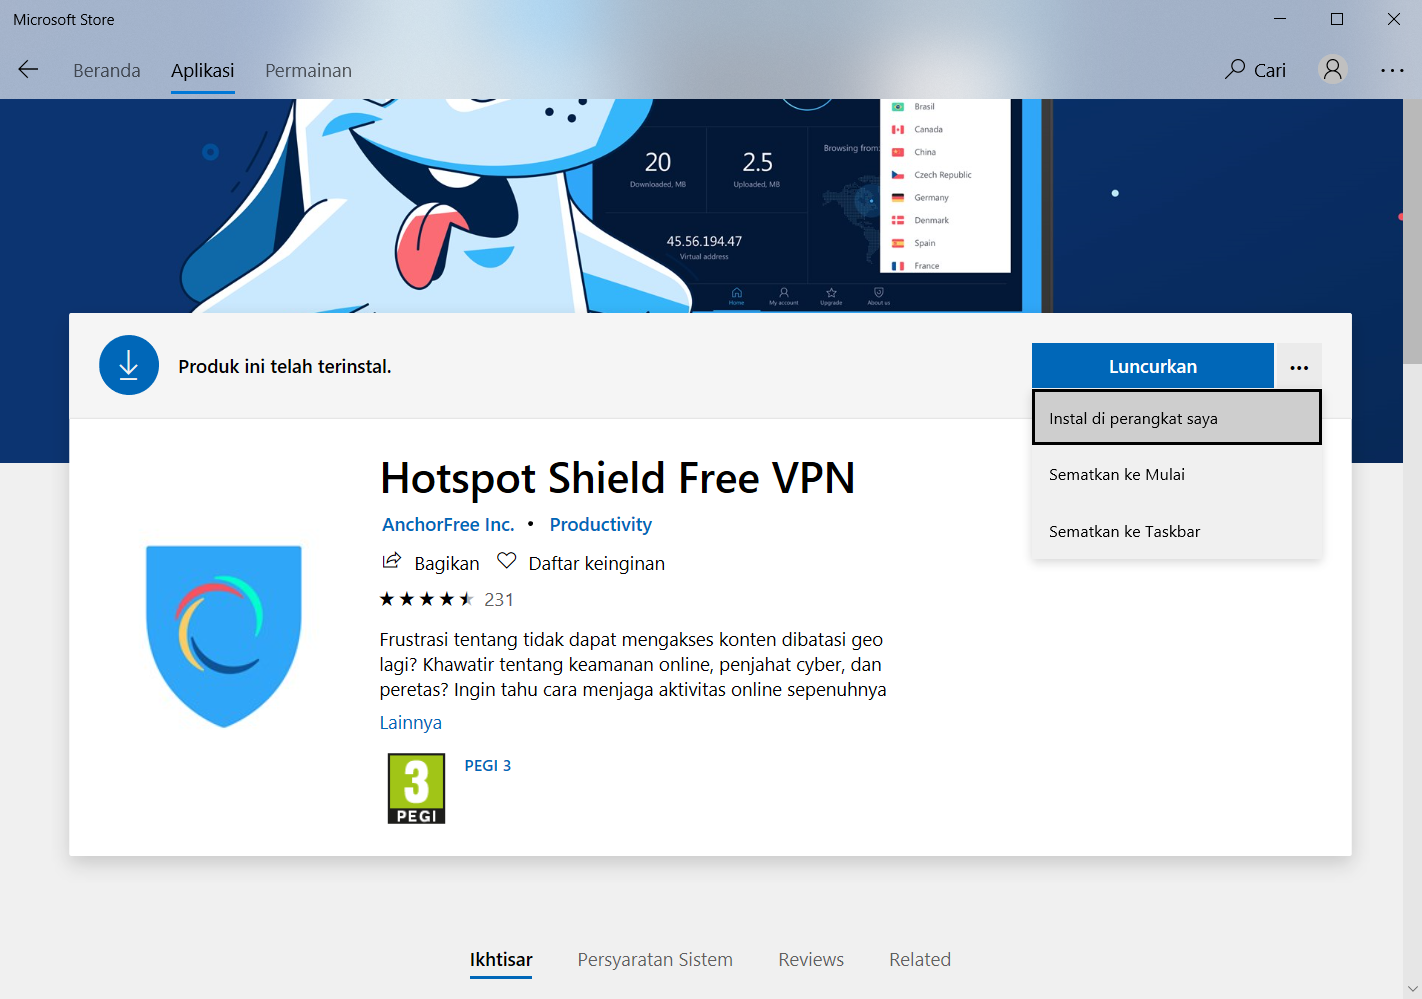 Microsoft Store
Beranda
Aplikasi
Permainan
Cari
20
Downloaded, MB
2.5
Uploaded, MB
Browsing from:
45.56.194.47
Virtual address
Home
My account
Upgrade
About us
Brasil
Canada
China
Czech Republic
Germany
Denmark
Spain
France
Produk ini telah terinstal.
Luncurkan
Instal di perangkat saya
Sematkan ke Mulai
Sematkan ke Taskbar
Hotspot Shield Free VPN
AnchorFree Inc. • Productivity
Bagikan
Daftar keinginan
231
Frustrasi tentang tidak dapat mengakses konten dibatasi geo
lagi? Khawatir tentang keamanan online, penjahat cyber, dan
peretas? Ingin tahu cara menjaga aktivitas online sepenuhnya
Lainnya
3
PEGI
PEGI 3
Ikhtisar
Persyaratan Sistem
Reviews
Related